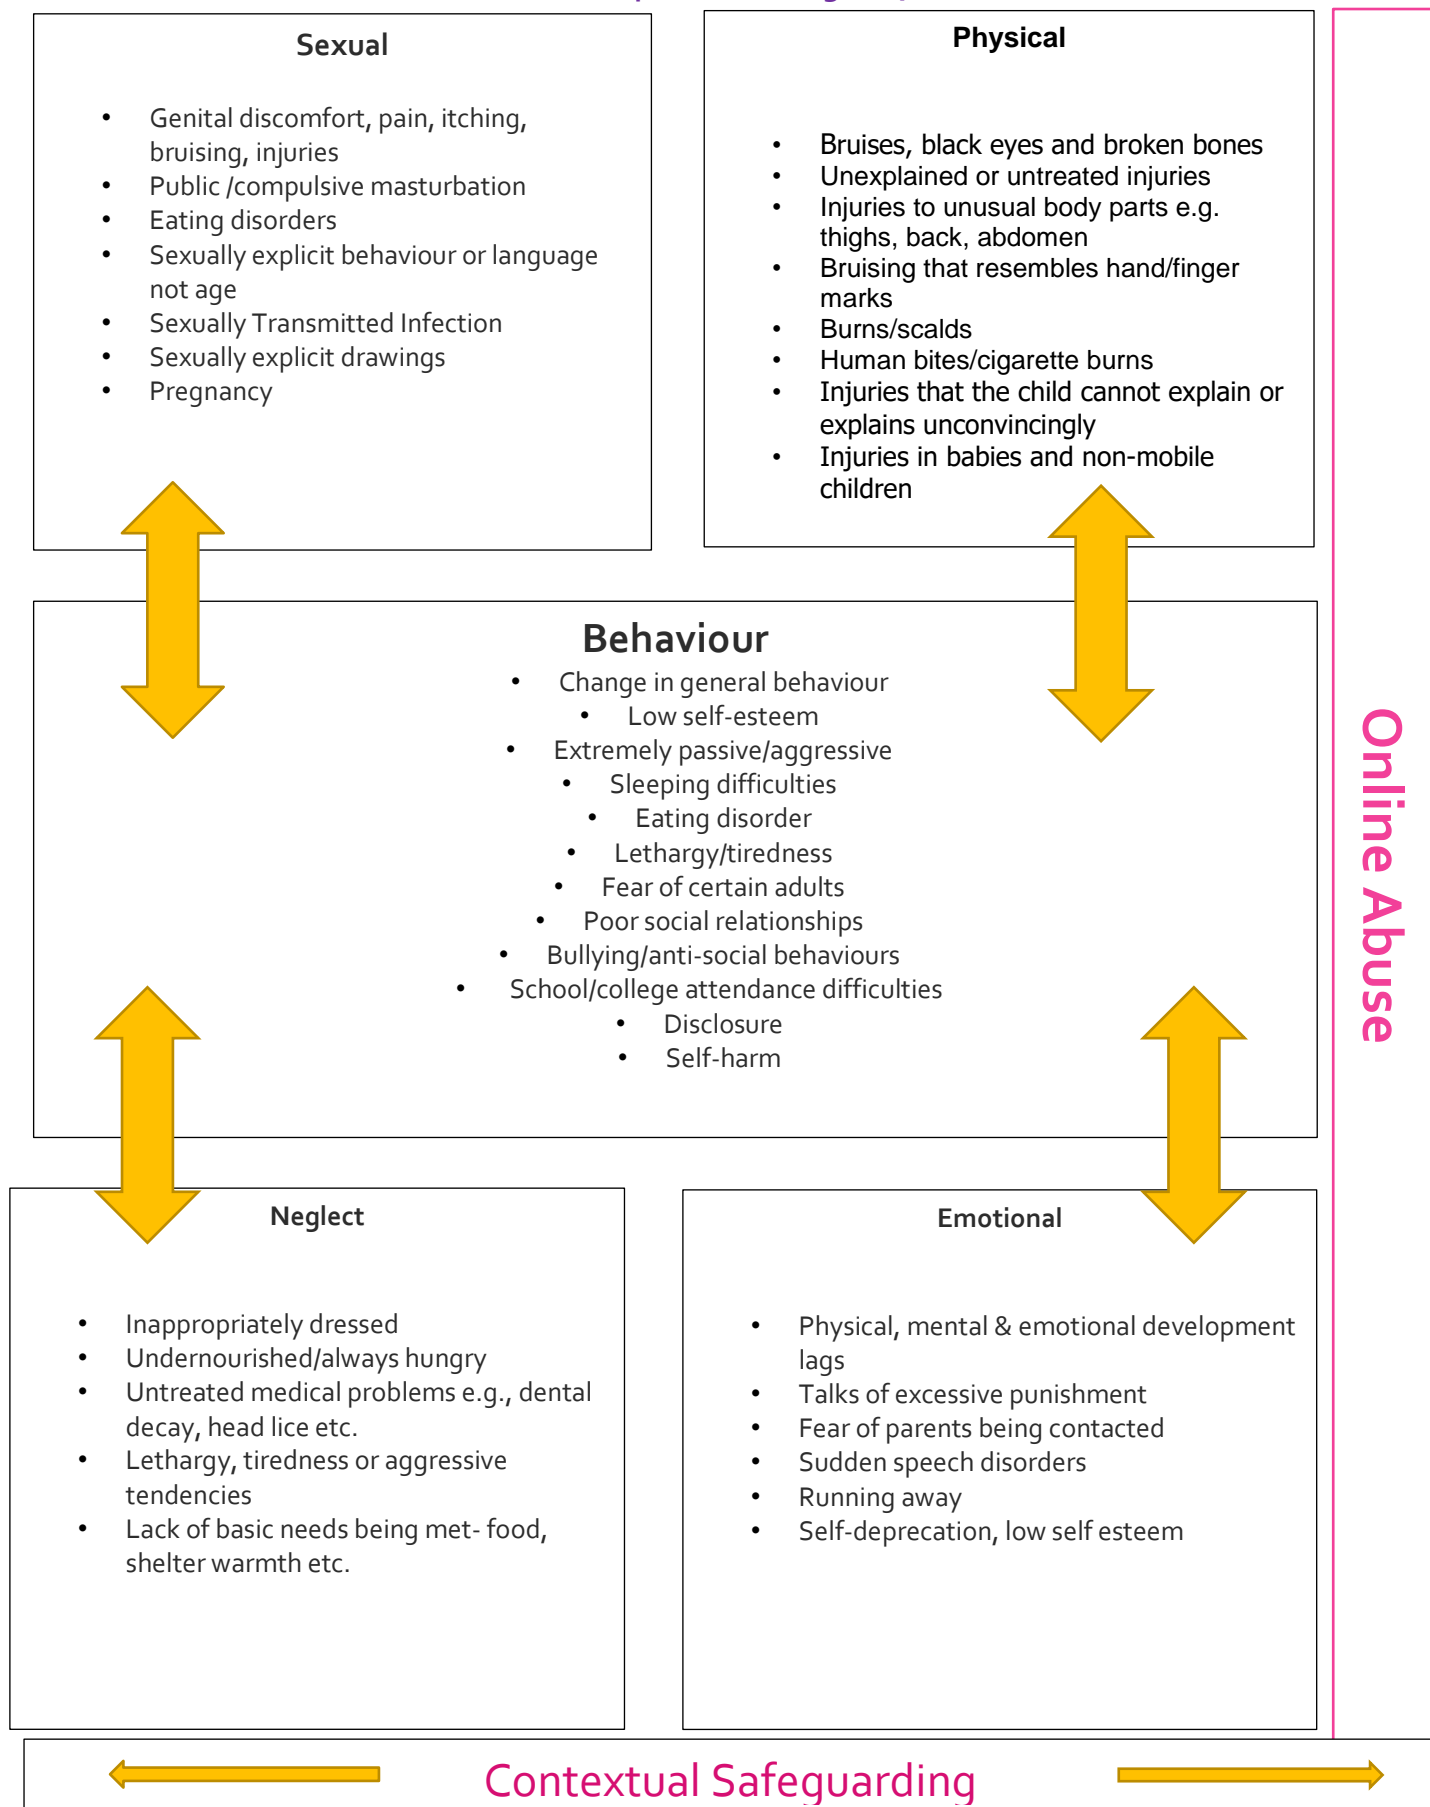 Sexual
• Genital discomfort, pain, itching,
bruising, injuries
• Public /compulsive masturbation
• Eating disorders
• Sexually explicit behaviour or language
not age
• Sexually Transmitted Infection
• Sexually explicit drawings
• Pregnancy
Physical
• Bruises, black eyes and broken bones
• Unexplained or untreated injuries
• Injuries to unusual body parts e.g.
thighs, back, abdomen
• Bruising that resembles hand/finger
marks
• Burns/scalds
• Human bites/cigarette burns
• Injuries that the child cannot explain or
explains unconvincingly
• Injuries in babies and non-mobile
children
Behaviour
• Change in general behaviour
• Low self-esteem
• Extremely passive/aggressive
• Sleeping difficulties
• Eating disorder
• Lethargy/tiredness
• Fear of certain adults
• Poor social relationships
• Bullying/anti-social behaviours
• School/college attendance difficulties
• Disclosure
• Self-harm
Online Abuse
Neglect
• Inappropriately dressed
• Undernourished/always hungry
• Untreated medical problems e.g., dental
decay, head lice etc.
• Lethargy, tiredness or aggressive
tendencies
• Lack of basic needs being met- food,
shelter warmth etc.
Emotional
• Physical, mental & emotional development
lags
• Talks of excessive punishment
• Fear of parents being contacted
• Sudden speech disorders
• Running away
• Self-deprecation, low self esteem
Contextual Safeguarding